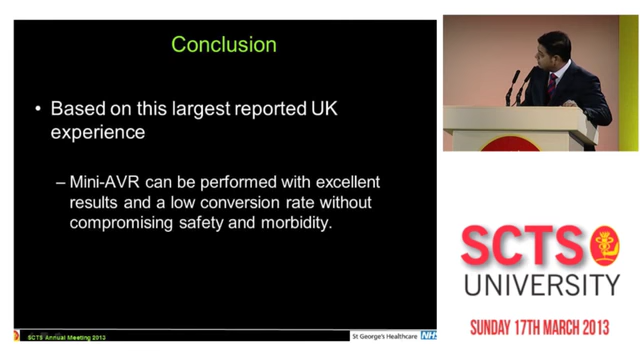 Conclusion
• Based on this largest reported UK
experience
– Mini-AVR can be performed with excellent
results and a low conversion rate without
compromising safety and morbidity.
SCTS Annual Meeting 2013
St George's Healthcare NHS
SCTS
UNIVERSITY
SUNDAY 17TH MARCH 2013